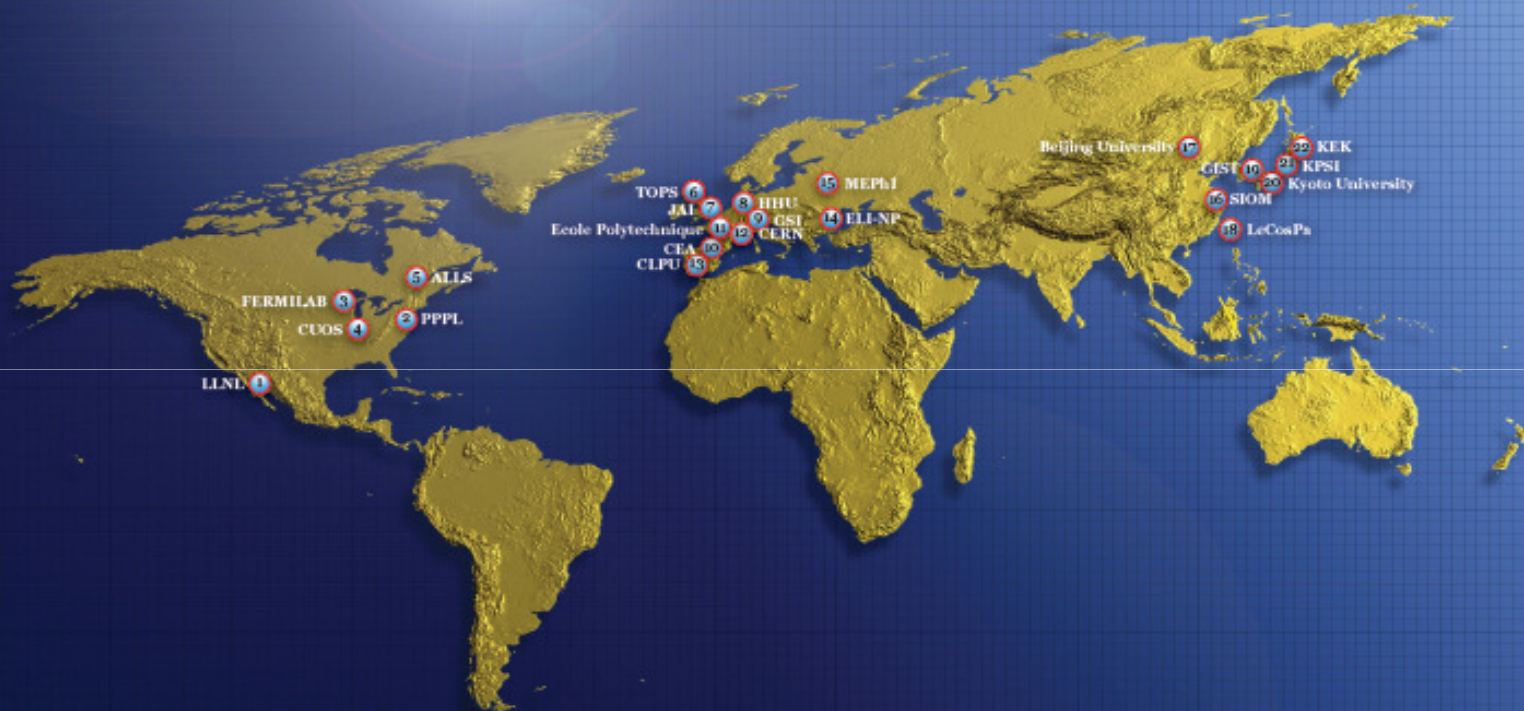 Beijing University 17
22 KEK
GIST 19
21 KPSI
20 Kyoto University
TOPS 6
15 MEPhI
JAI 7
8 HHU
16 SIOM
9 GSI
14 ELI-NP
Ecole Polytechnique 11
12 CERN
18 LeCosPa
CEA 10
CLPU 13
5 ALLS
FERMILAB 3
2 PPPL
CUOS 4
LLNL 1